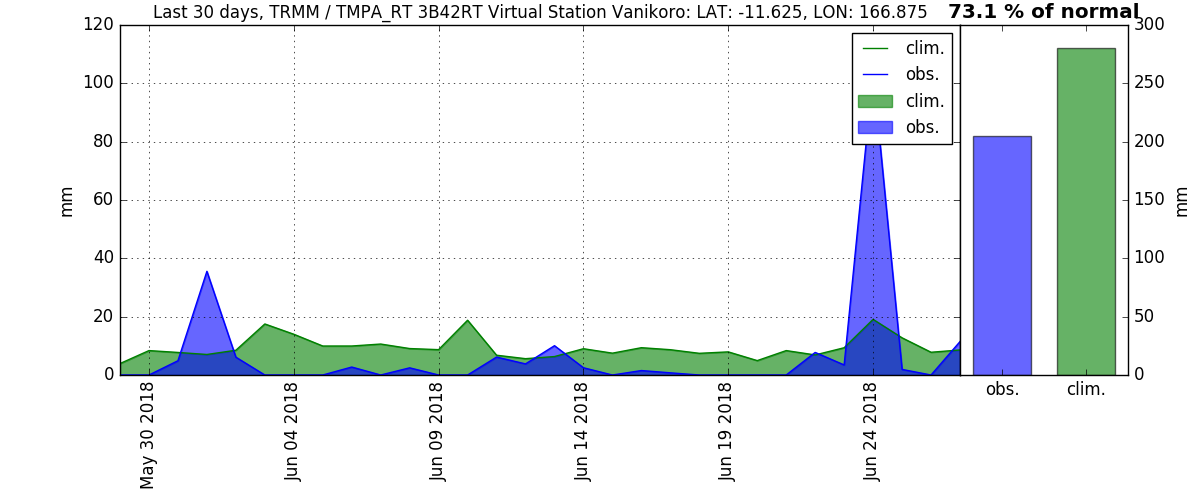 Last 30 days, TRMM / TMPA_RT 3B42RT Virtual Station Vanikoro: LAT: -11.625, LON: 166.875
73.1 % of normal
120
100
80
60
40
20
0
mm
clim.
obs.
clim.
obs.
300
250
200
150
100
50
0
mm
May 30 2018
Jun 04 2018
Jun 09 2018
Jun 14 2018
Jun 19 2018
Jun 24 2018
obs.
clim.